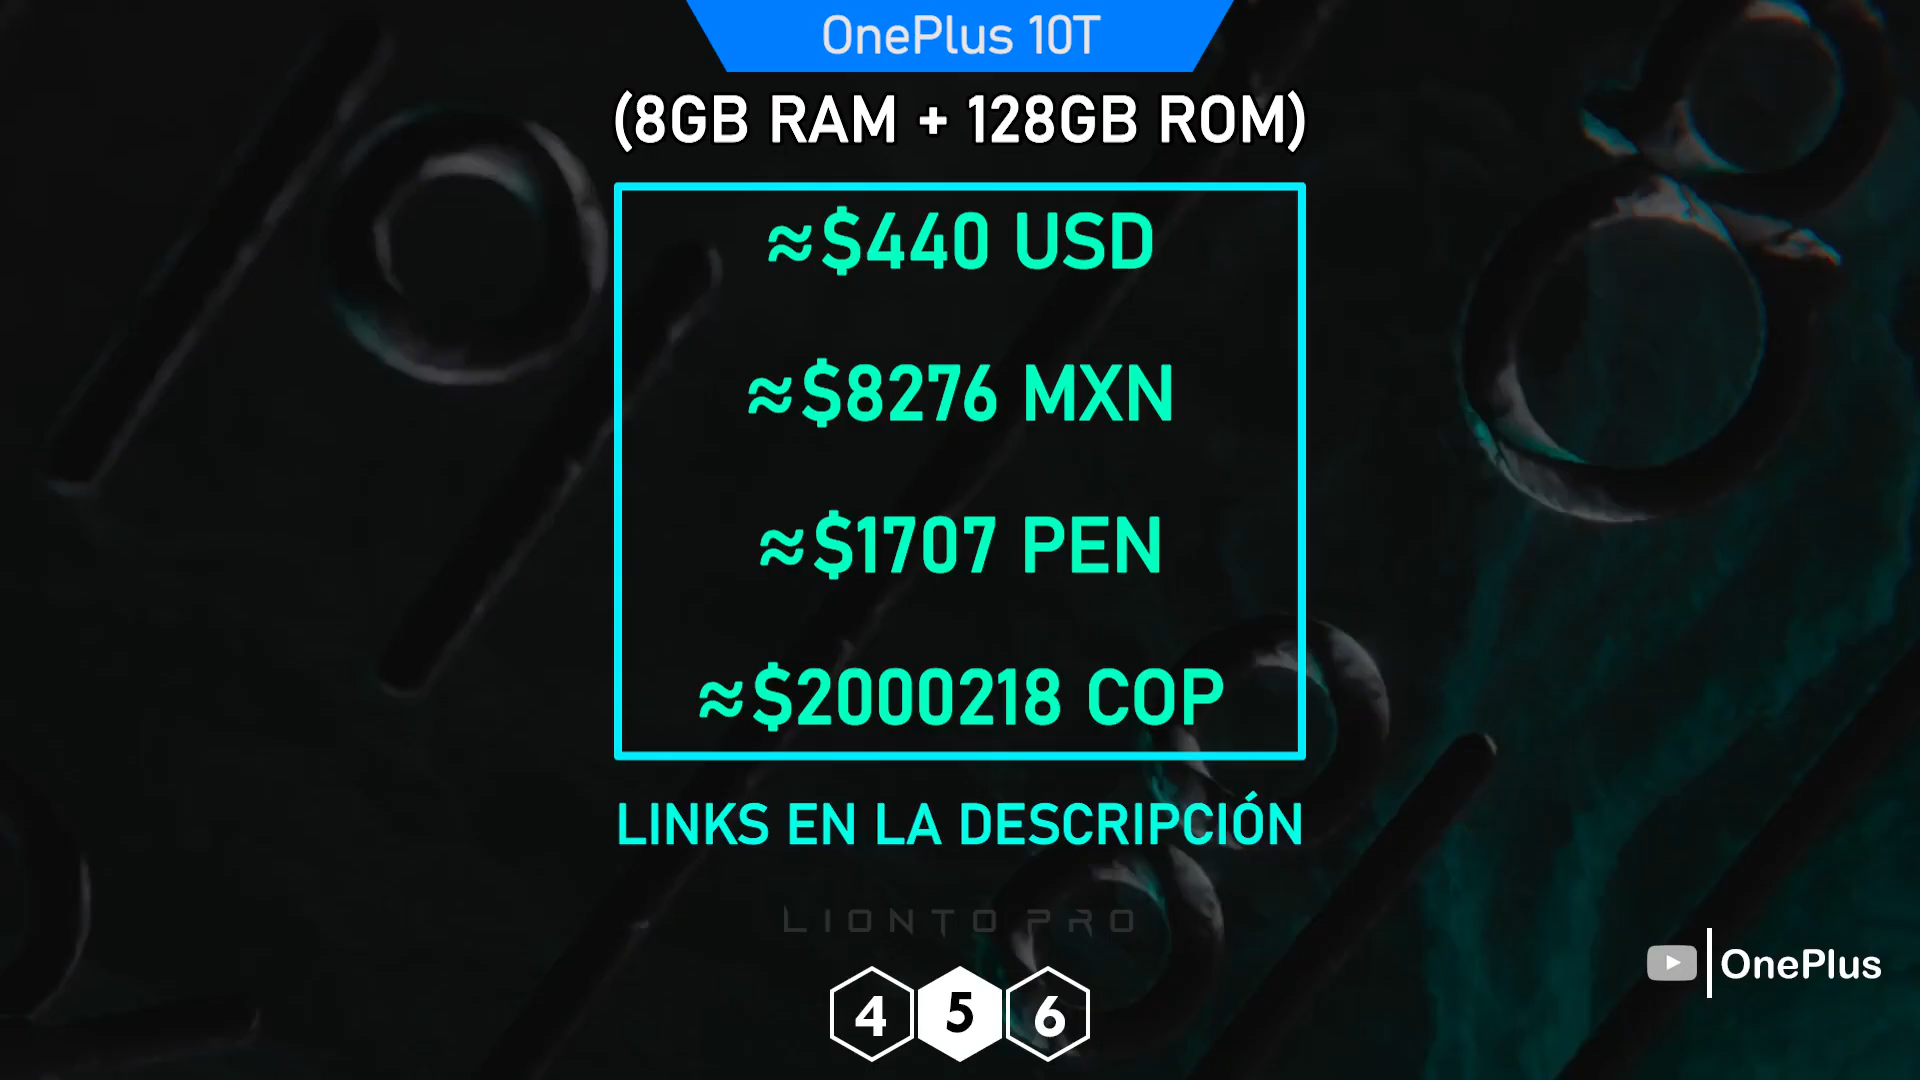 OnePlus 10T
(8GB RAM + 128GB ROM)
≈$440 USD
≈$8276 MXN
≈$1707 PEN
≈$2000218 COP
LINKS EN LA DESCRIPCIÓN
LIONTO PRO
4 5 6
OnePlus